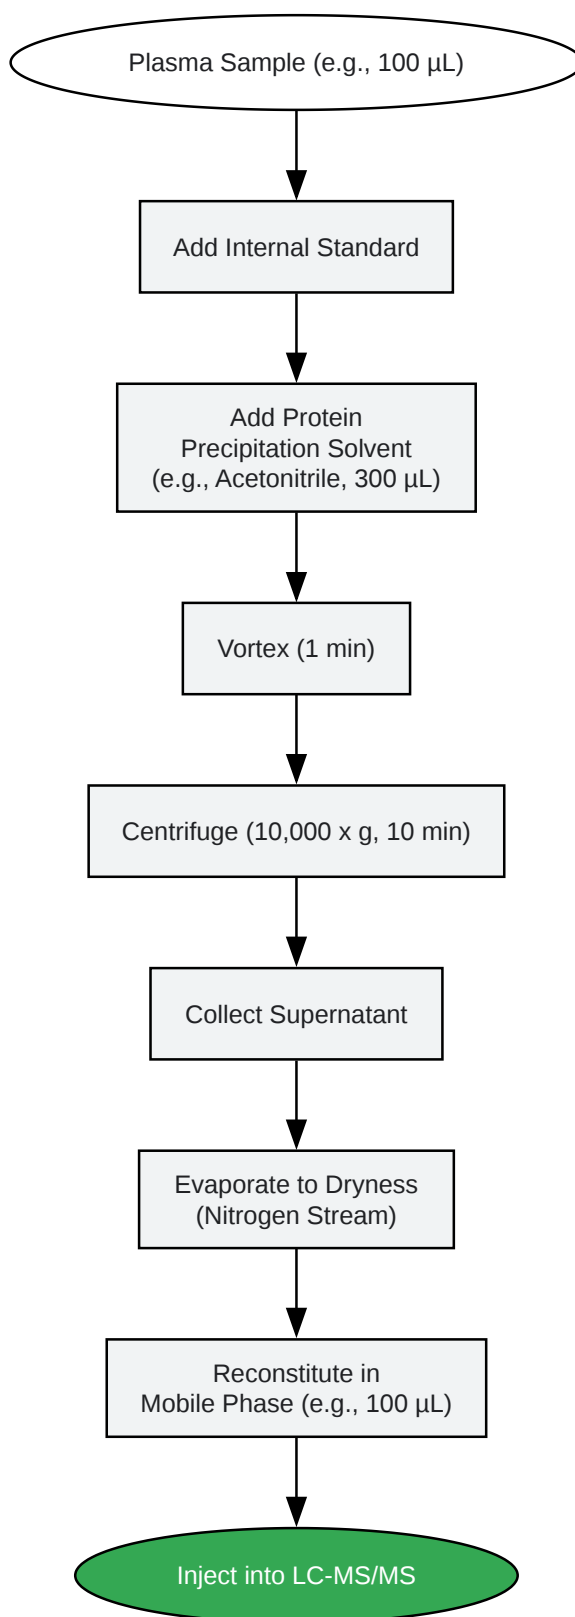 Plasma Sample (e.g., 100 µL)
Add Internal Standard
Add Protein
Precipitation Solvent
(e.g., Acetonitrile, 300 µL)
Vortex (1 min)
Centrifuge (10,000 x g, 10 min)
Collect Supernatant
Evaporate to Dryness
(Nitrogen Stream)
Reconstitute in
Mobile Phase (e.g., 100 µL)
Inject into LC-MS/MS